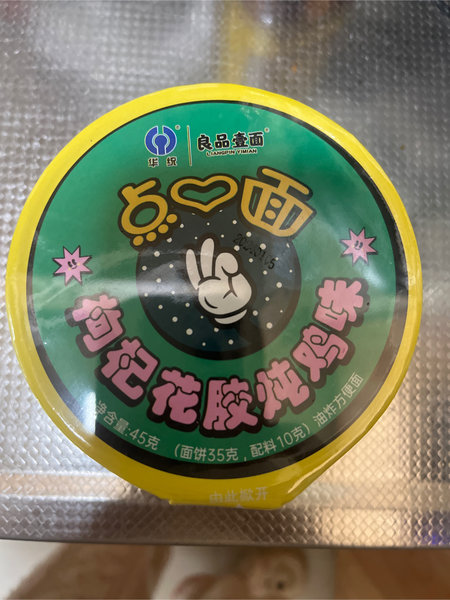 华织
良品壹面
LIANGPIN YIMIAN
点心面
枸杞花胶炖鸡味
净含量:45克 (面饼35克,配料10克) 油炸方便面
由此掀开